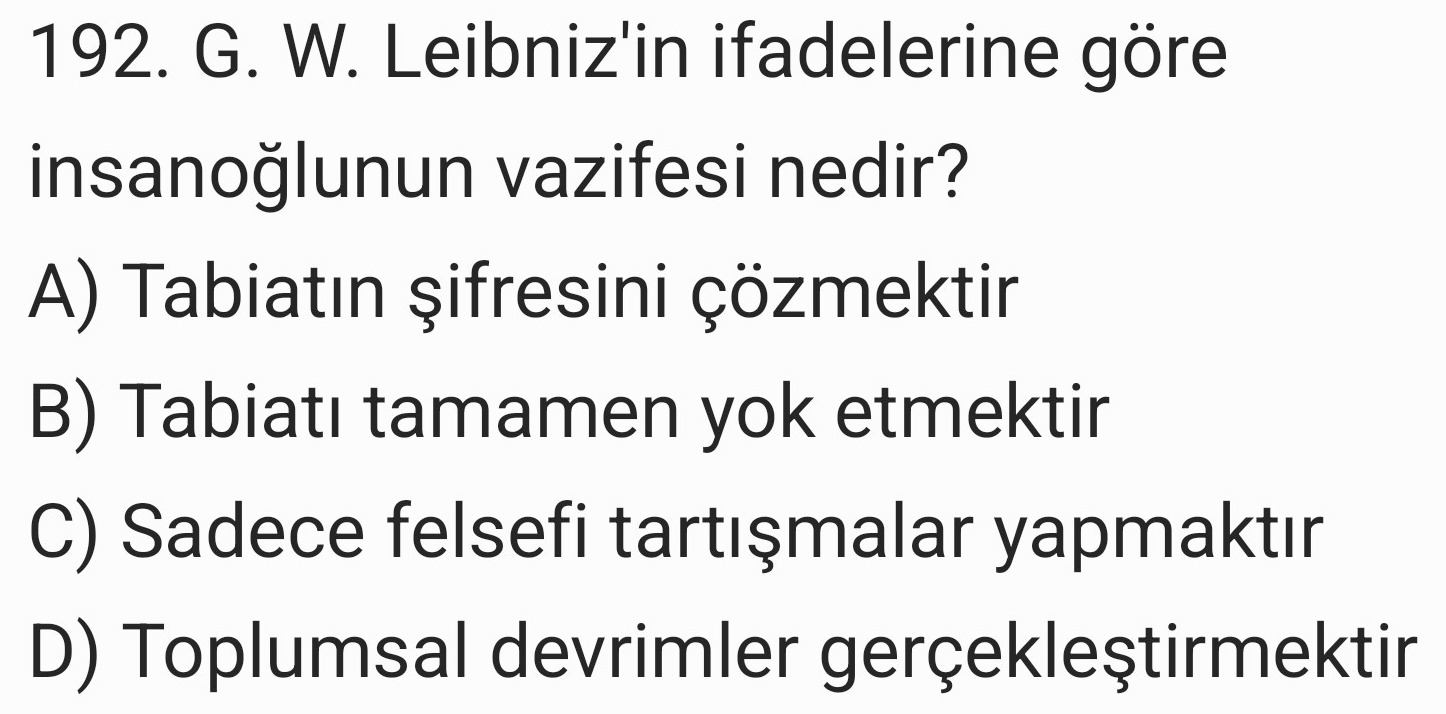 192. G. W. Leibniz'in ifadelerine göre
insanoğlunun vazifesi nedir?
A) Tabiatın şifresini çözmektir
B) Tabiatı tamamen yok etmektir
C) Sadece felsefi tartışmalar yapmaktır
D) Toplumsal devrimler gerçekleştirmektir